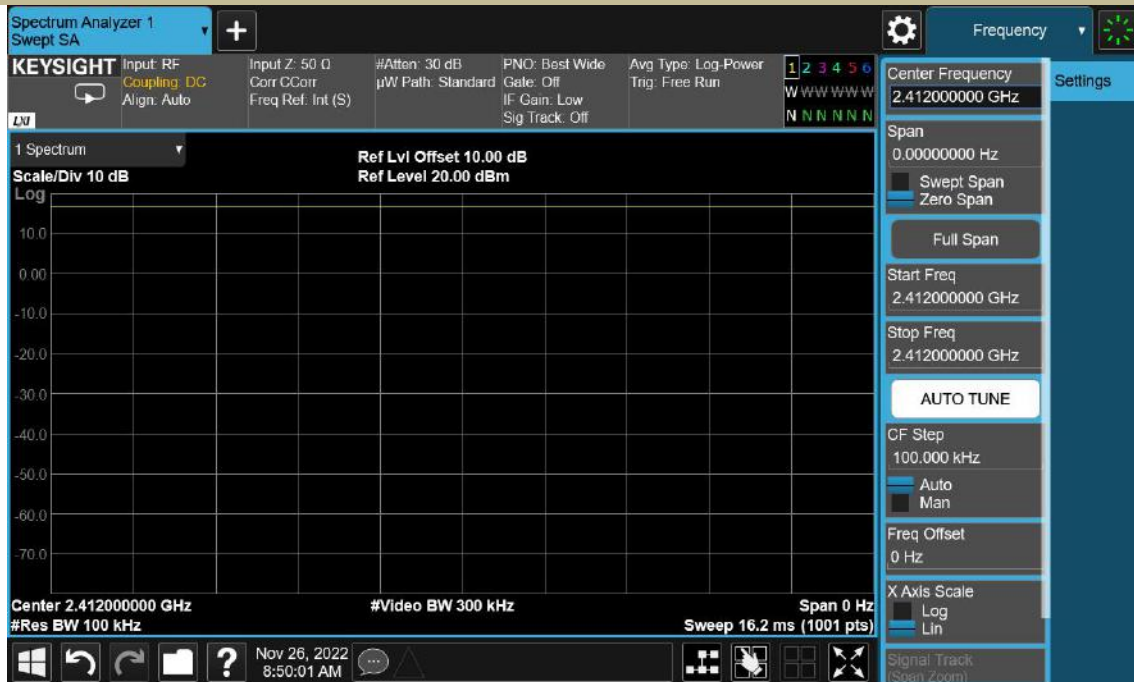 Spectrum Analyzer 1
Swept SA
+
Frequency
KEYSIGHT
LXI
Input: RF
Coupling: DC
Align: Auto
Input Z: 50 Ω
Corr CCorr
Freq Ref: Int (S)
#Atten: 30 dB
µW Path: Standard
PNO: Best Wide
Gate: Off
IF Gain: Low
Sig Track: Off
Avg Type: Log-Power
Trig: Free Run
1 2 3 4 5 6
W W W W W W
N N N N N N
Center Frequency
2.412000000 GHz
Settings
Span
0.00000000 Hz
Swept Span
Zero Span
Full Span
Start Freq
2.412000000 GHz
Stop Freq
2.412000000 GHz
AUTO TUNE
CF Step
100.000 kHz
Auto
Man
Freq Offset
0 Hz
X Axis Scale
Log
Lin
Signal Track
(Span Zoom)
1 Spectrum
Scale/Div 10 dB
Ref Lvl Offset 10.00 dB
Ref Level 20.00 dBm
Log
10.0
0.00
-10.0
-20.0
-30.0
-40.0
-50.0
-60.0
-70.0
Center 2.412000000 GHz
#Video BW 300 kHz
Span 0 Hz
#Res BW 100 kHz
Sweep 16.2 ms (1001 pts)
?
Nov 26, 2022
8:50:01 AM